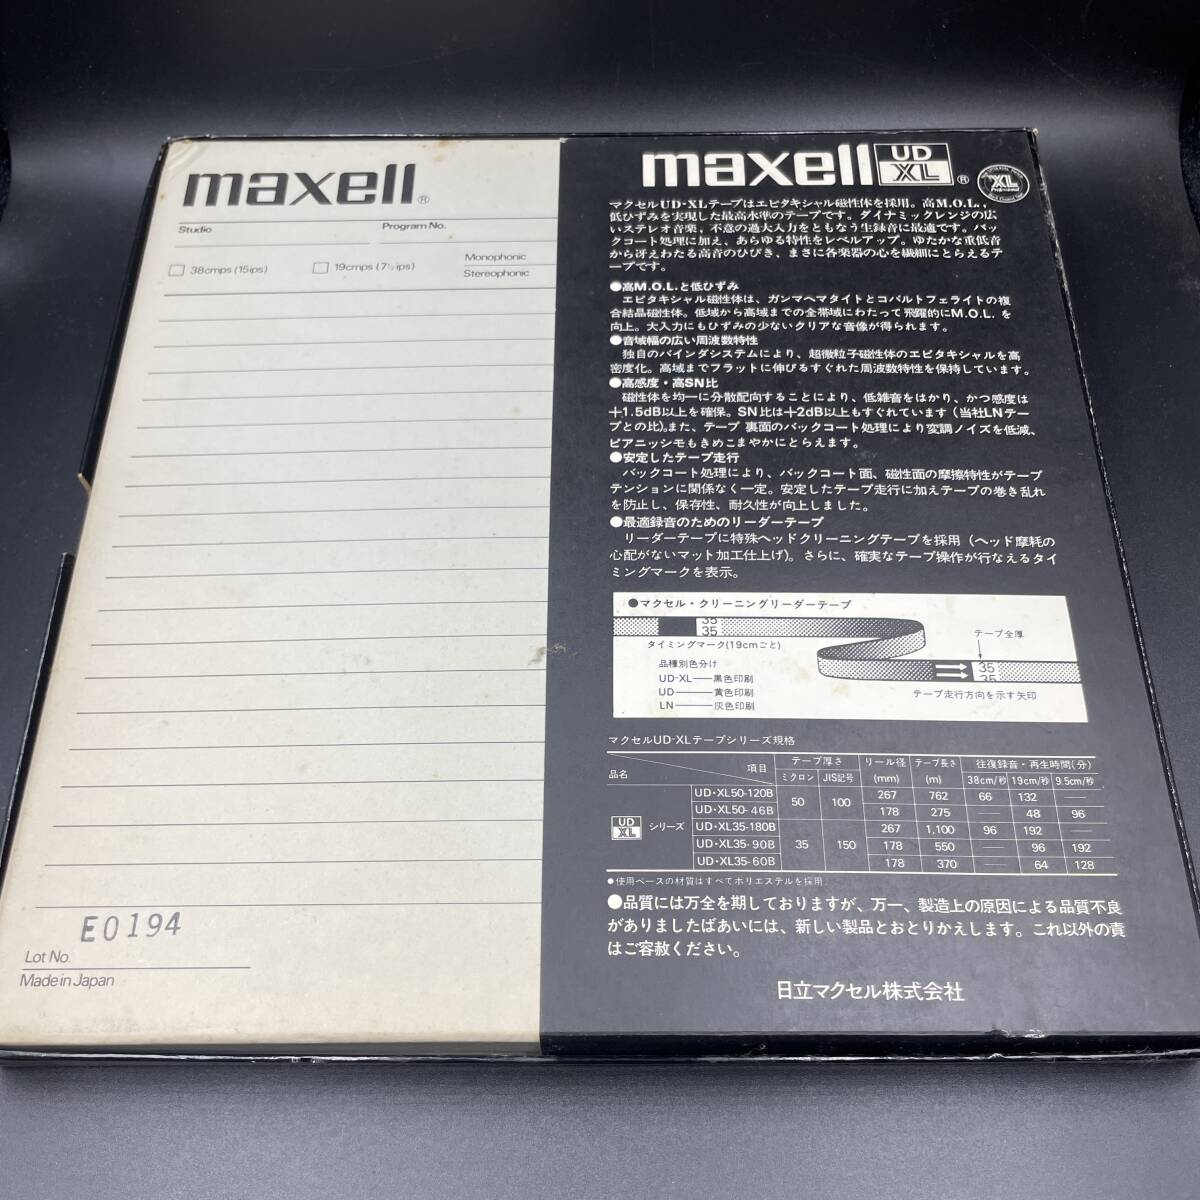 maxell®
Studio
Program No.
38cmps (15ips)
19cmps (7½ips)
Monophonic
Stereophonic
E0194
Lot No.
Made in Japan
maxell UD XL ®
XL
マクセルUD-XLテープはエピタキシャル磁性体を採用。高M.O.L.,
低ひずみを実現した最高水準のテープです。ダイナミックレンジの広
いステレオ音楽、不意の過大入力をともなう生録音に最適です。バッ
クコート処理に加え、あらゆる特性をレベルアップ。ゆたかな重低音
から冴えわたる高音のひびき、まさに各楽器の心を繊細にとらえるテ
ープです。
●高M.O.L.と低ひずみ
エピタキシャル磁性体は、ガンマヘマタイトとコバルトフェライトの複
合結晶磁性体。低域から高域までの全帯域にわたって飛躍的にM.O.L.を
向上。大入力にもひずみの少ないクリアな音像が得られます。
●音域幅の広い周波数特性
独自のバインダシステムにより、超微粒子磁性体のエピタキシャルを高
密度化。高域までフラットに伸びるすぐれた周波数特性を保持しています。
●高感度・高SN比
磁性体を均一に分散配向することにより、低雑音をはかり、かつ感度は
+1.5dB以上を確保。SN比は+2dB以上もすぐれています(当社LNテー
プとの比)。また、テープ裏面のバックコート処理により変調ノイズを低減、
ピアニッシモもきめこまやかにとらえます。
●安定したテープ走行
バックコート処理により、バックコート面、磁性面の摩擦特性がテープ
テンションに関係なく一定。安定したテープ走行に加えテープの巻き乱れ
を防止し、保存性、耐久性が向上しました。
●最適録音のためのリーダーテープ
リーダーテープに特殊ヘッドクリーニングテープを採用(ヘッド摩耗の
心配がないマット加工仕上げ)。さらに、確実なテープ操作が行なえるタイ
ミングマークを表示。
●マクセル・クリーニングリーダーテープ
35
35
タイミングマーク(19cmごと)
テープ全厚
35
35
品種別色分け
UD-XL──黒色印刷
UD──黄色印刷
LN──灰色印刷
テープ走行方向を示す矢印
マクセルUD-XLテープシリーズ規格
品名 項目 テープ厚さ リール径 テープ長さ 往復録音・再生時間(分)
ミクロン JIS記号 (mm) (m) 38cm/秒 19cm/秒 9.5cm/秒
UD XL シリーズ
UD・XL50-120B 50 100 267 762 66 132 ──
UD・XL50-46B 178 275 ── 48 96
UD・XL35-180B 35 150 267 1,100 96 192 ──
UD・XL35-90B 178 550 ── 96 192
UD・XL35-60B 178 370 ── 64 128
●使用ベースの材質はすべてポリエステルを採用
●品質には万全を期しておりますが、万一、製造上の原因による品質不良
がありましたばあいには、新しい製品とおとりかえします。これ以外の責
はご容赦ください。
日立マクセル株式会社